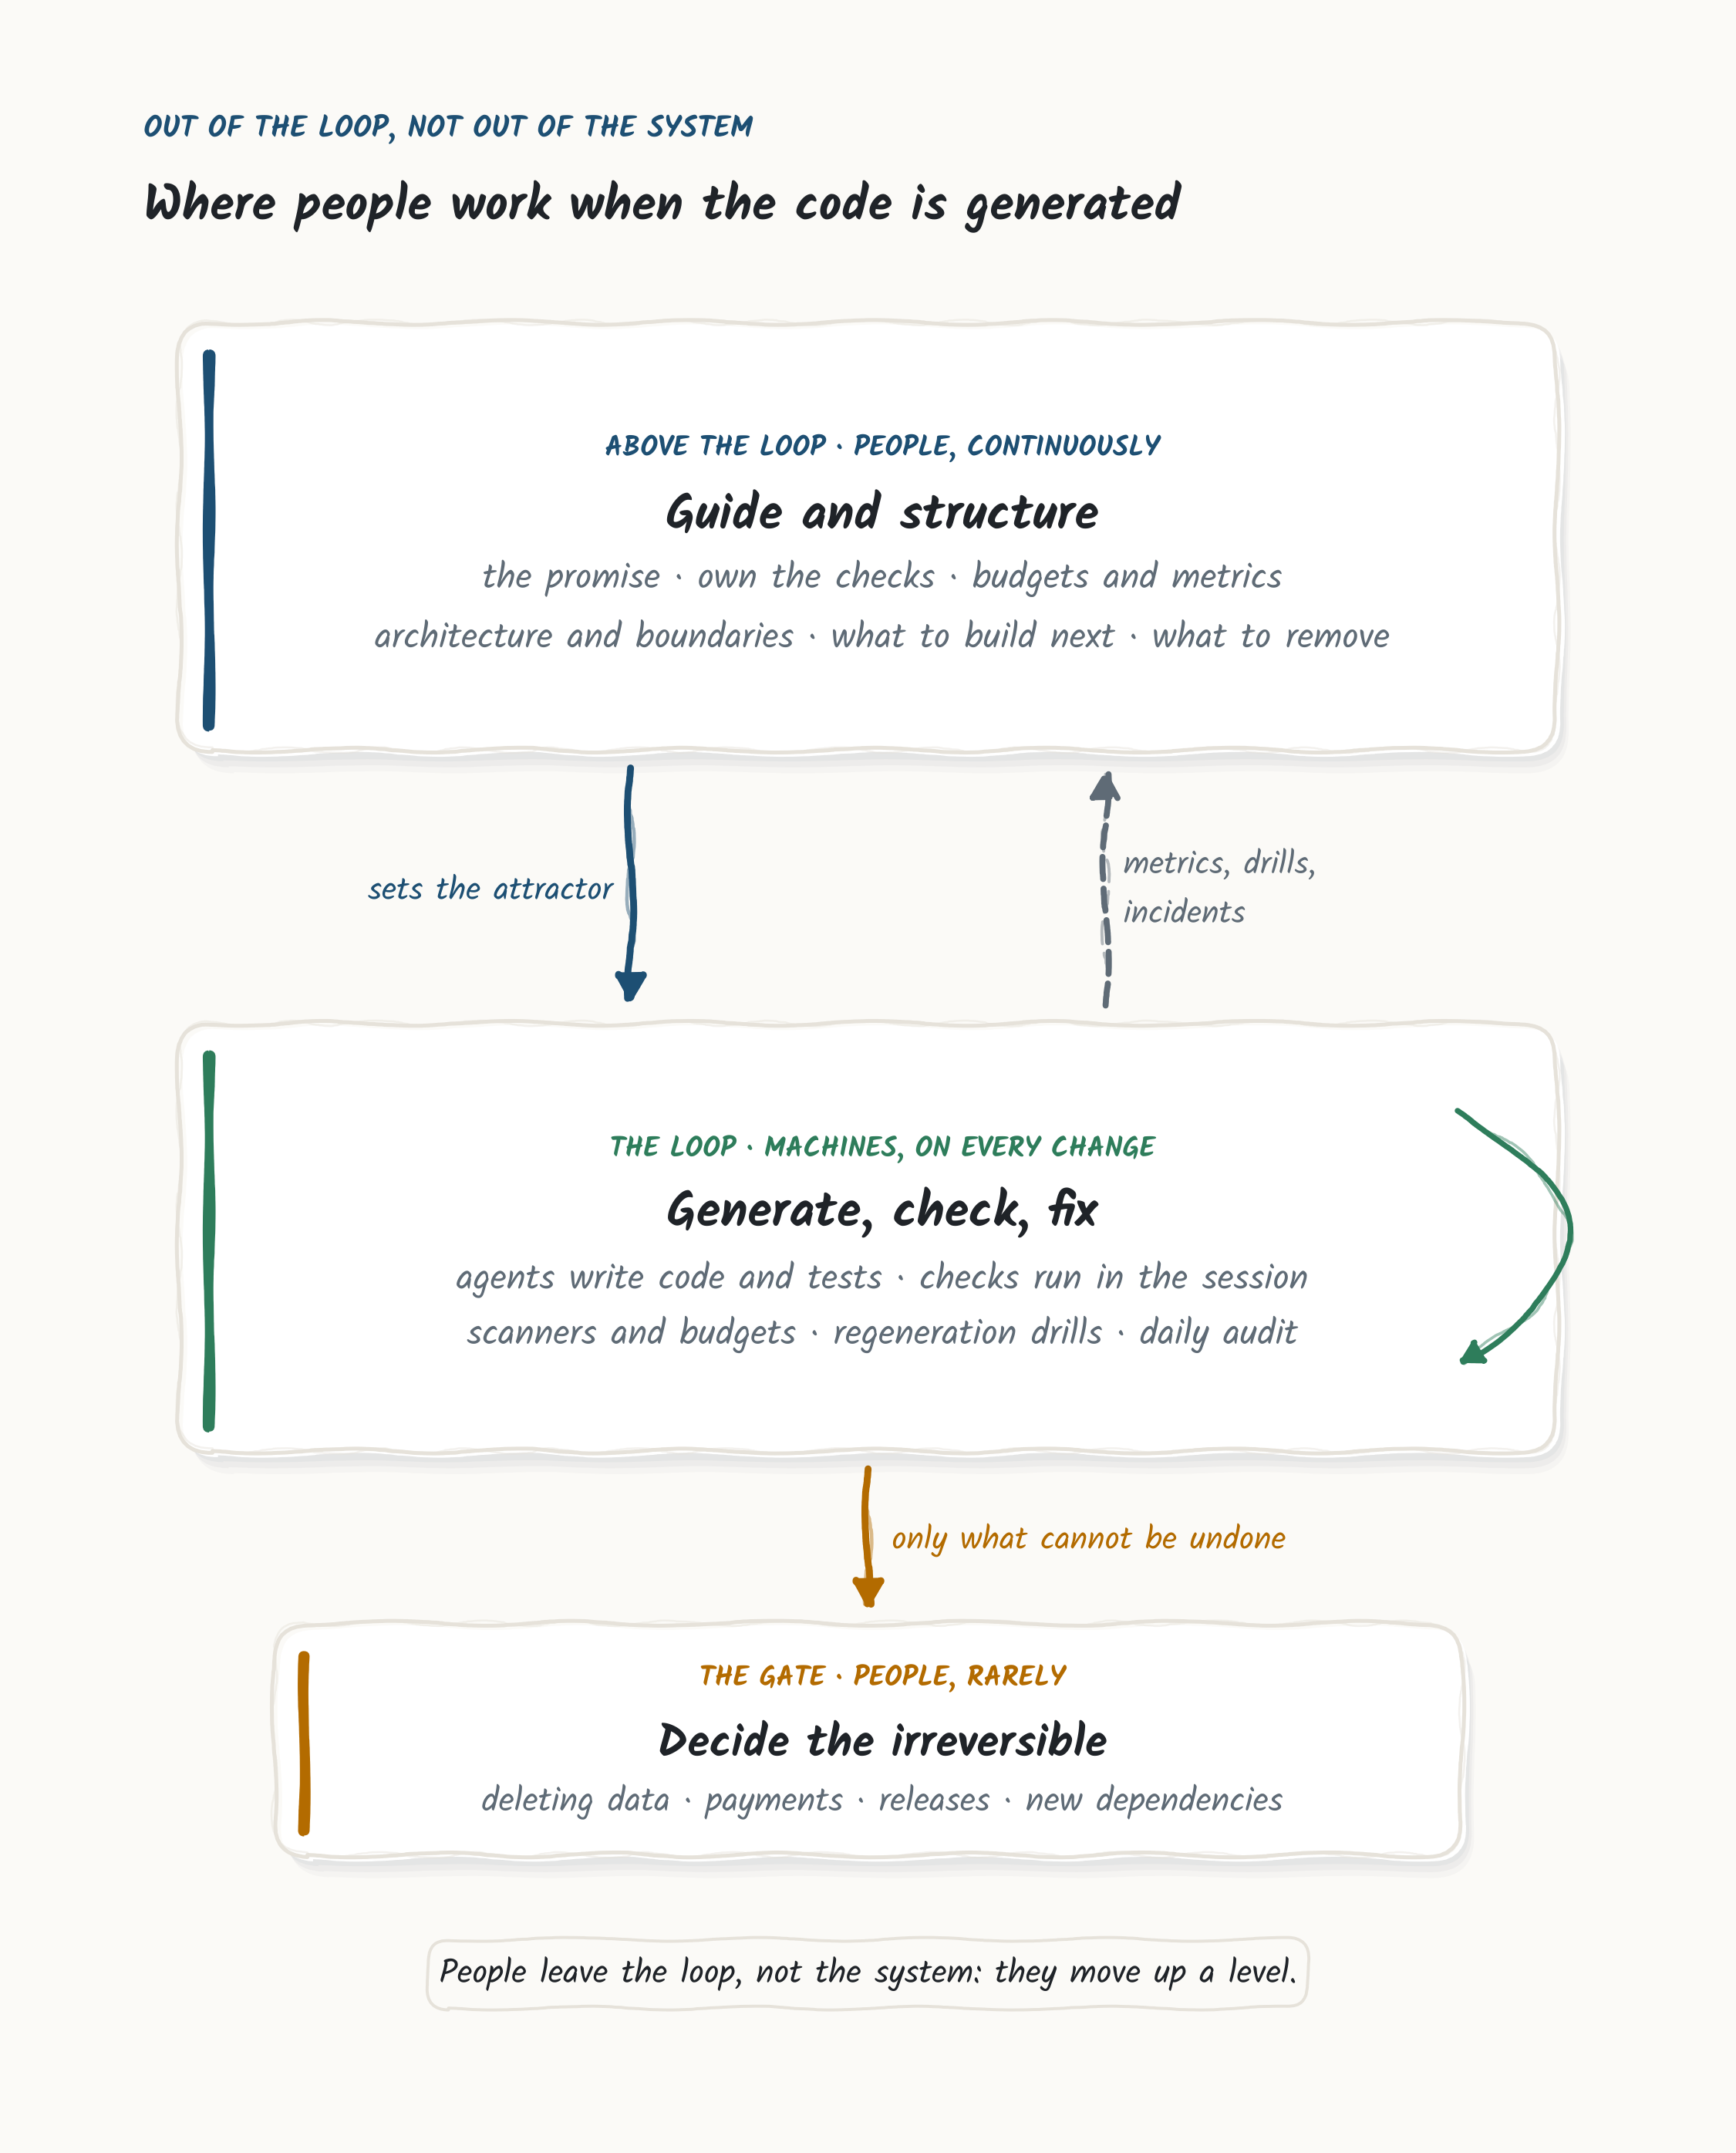 OUT OF THE LOOP, NOT OUT OF THE SYSTEM
Where people work when the code is generated
ABOVE THE LOOP · PEOPLE, CONTINUOUSLY
Guide and structure
the promise · own the checks · budgets and metrics
architecture and boundaries · what to build next · what to remove
sets the attractor
metrics, drills,
incidents
THE LOOP · MACHINES, ON EVERY CHANGE
Generate, check, fix
agents write code and tests · checks run in the session
scanners and budgets · regeneration drills · daily audit
only what cannot be undone
THE GATE · PEOPLE, RARELY
Decide the irreversible
deleting data · payments · releases · new dependencies
People leave the loop, not the system: they move up a level.